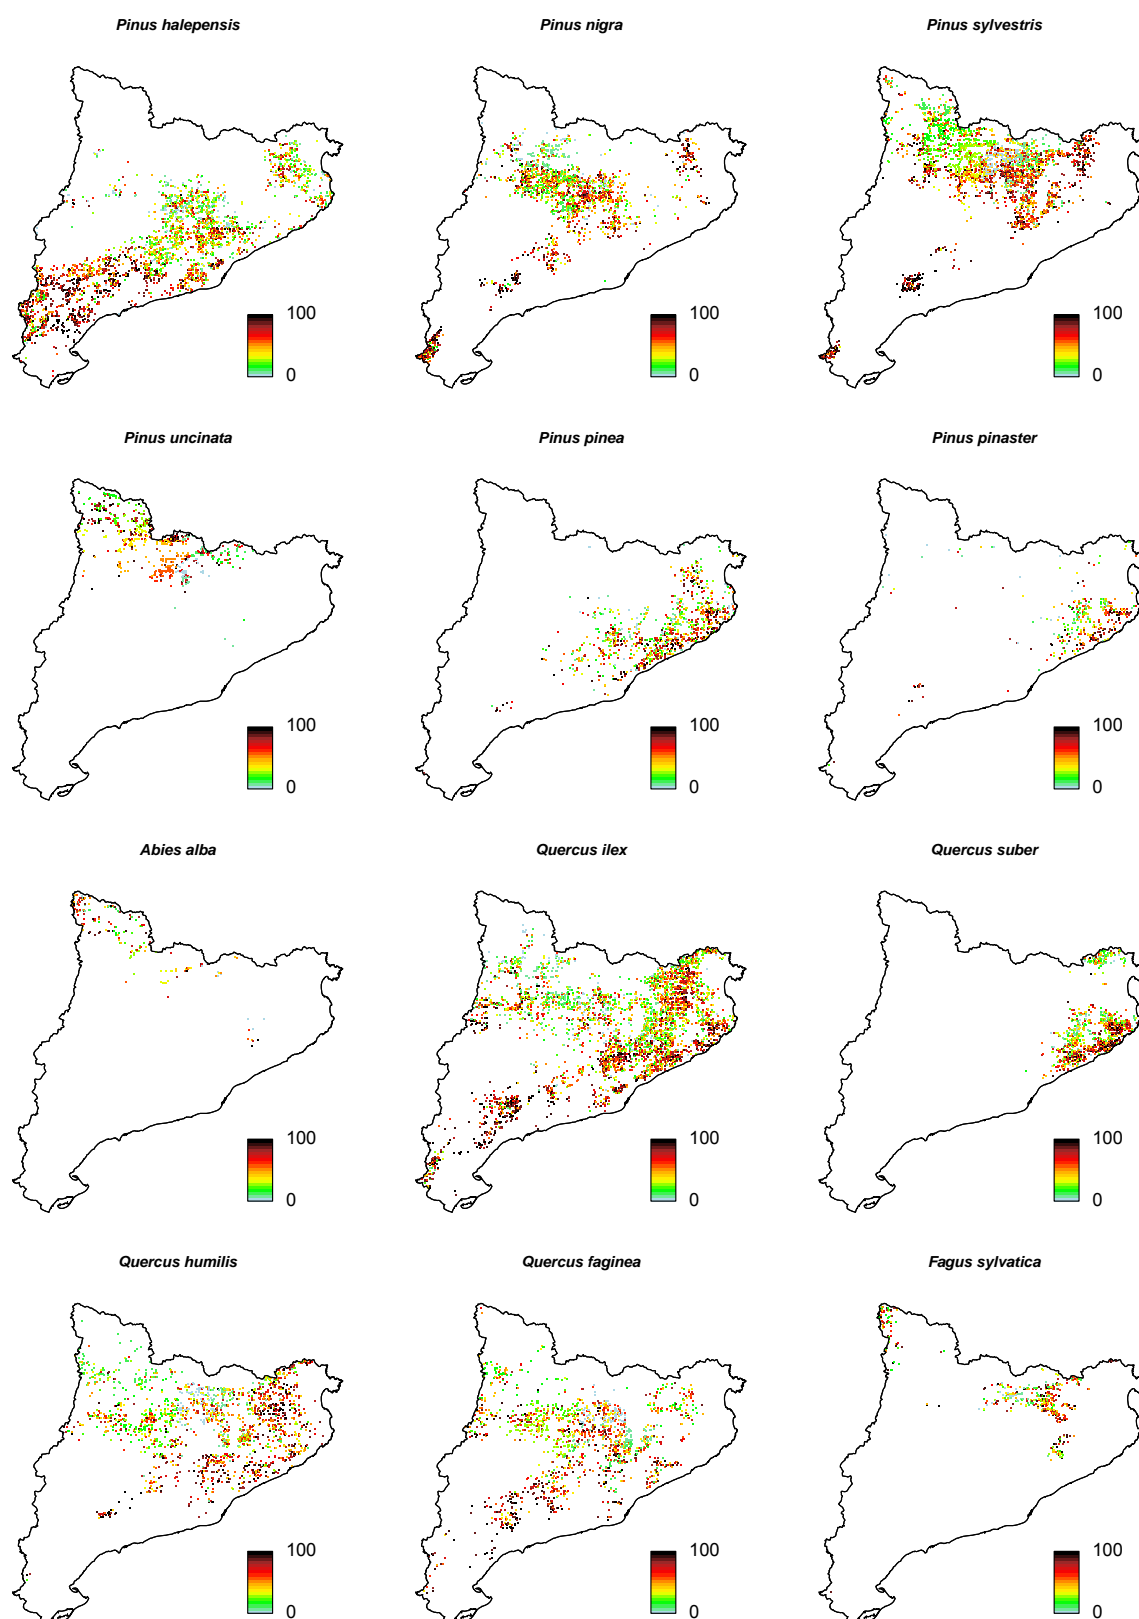 Pinus halepensis
Pinus nigra
Pinus sylvestris
100
0
100
0
100
0
Pinus uncinata
Pinus pinea
Pinus pinaster
100
0
100
0
100
0
Abies alba
Quercus ilex
Quercus suber
100
0
100
0
100
0
Quercus humilis
Quercus faginea
Fagus sylvatica
100
0
100
0
100
0